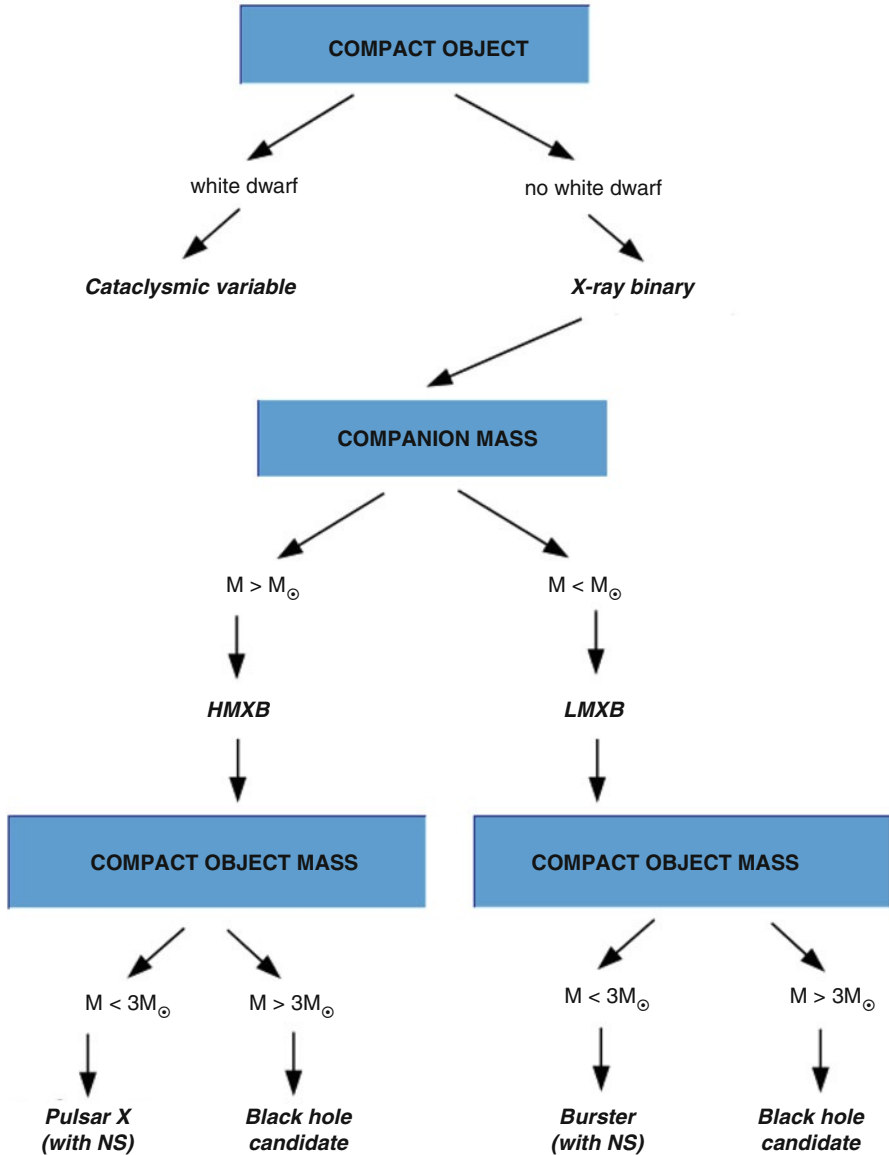 COMPACT OBJECT
white dwarf
no white dwarf
Cataclysmic variable
X-ray binary
COMPANION MASS
M > M☉
M < M☉
HMXB
LMXB
COMPACT OBJECT MASS
COMPACT OBJECT MASS
M < 3M☉
M > 3M☉
M < 3M☉
M > 3M☉
Pulsar X
(with NS)
Black hole
candidate
Burster
(with NS)
Black hole
candidate